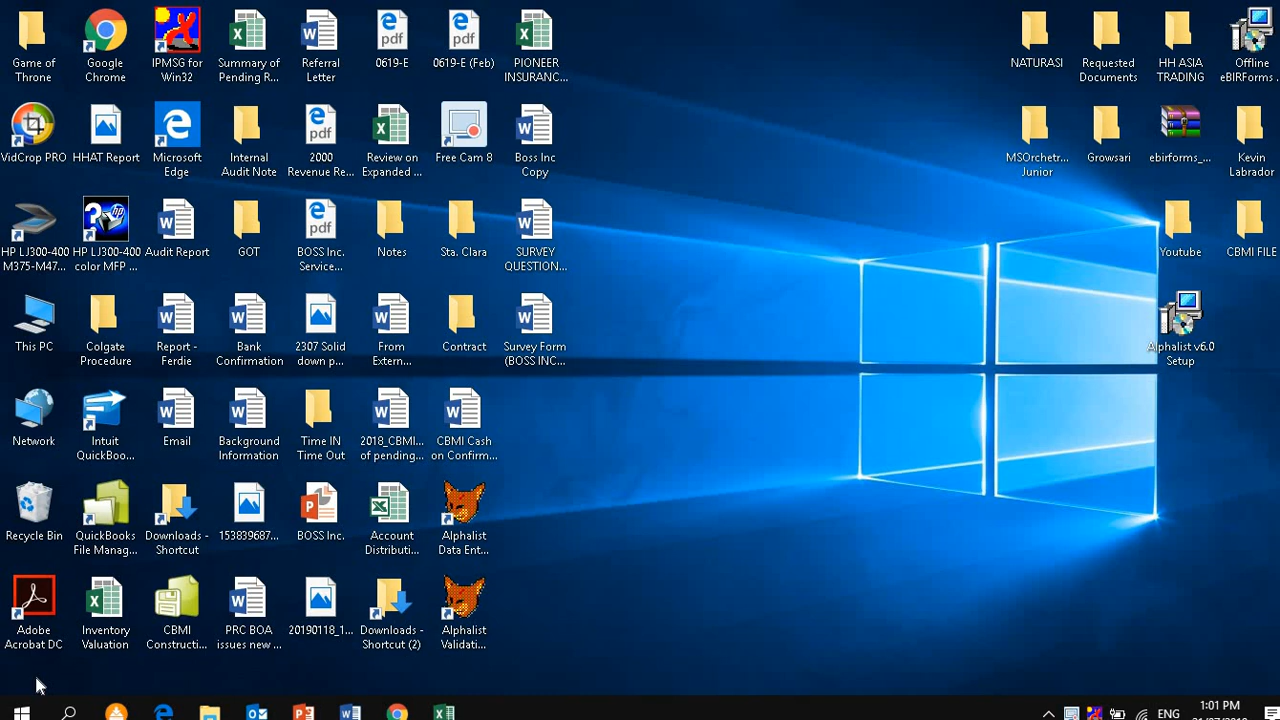 Game of
Throne
Google
Chrome
IPMSG for
Win32
Summary of
Pending R...
Referral
Letter
pdf
0619-E
pdf
0619-E (Feb)
PIONEER
INSURANC...
NATURASI
Requested
Documents
HH ASIA
TRADING
Offline
eBIRForms
VidCrop PRO
HHAT Report
Microsoft
Edge
Internal
Audit Note
pdf
2000
Revenue Re...
Review on
Expanded ...
Free Cam 8
Boss Inc
Copy
MSOrchetr...
Junior
Growsari
ebirforms_...
Kevin
Labrador
HP LJ300-400
M375-M47...
HP LJ300-400
color MFP ...
Audit Report
GOT
pdf
BOSS Inc.
Service...
Notes
Sta. Clara
SURVEY
QUESTION...
Youtube
CBMI FILE
This PC
Colgate
Procedure
Report -
Ferdie
Bank
Confirmation
2307 Solid
down p...
From
Extern...
Contract
Survey Form
(BOSS INC...
Alphalist v6.0
Setup
Network
Intuit
QuickBoo...
Email
Background
Information
Time IN
Time Out
2018_CBMI...
of pending...
CBMI Cash
on Confirm...
Recycle Bin
QuickBooks
File Manag...
Downloads -
Shortcut
153839687...
BOSS Inc.
Account
Distributi...
Alphalist
Data Ent...
Adobe
Acrobat DC
Inventory
Valuation
CBMI
Constructi...
PRC BOA
issues new ...
20190118_1...
Downloads -
Shortcut (2)
Alphalist
Validati...
ENG
1:01 PM